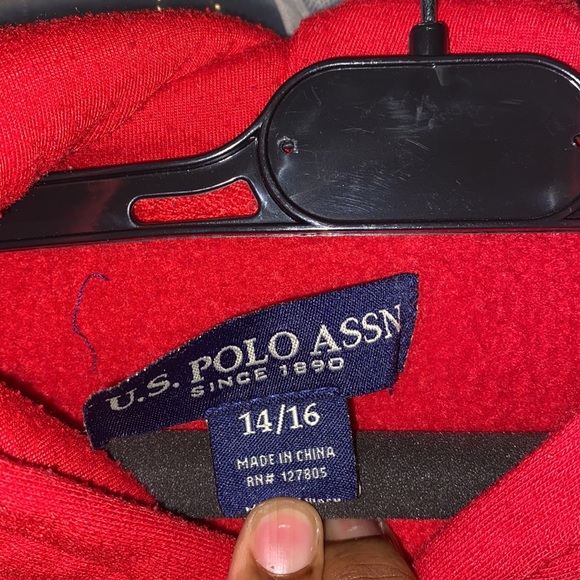 U.S. POLO ASSN
SINCE 1890
14/16
MADE IN CHINA
RN# 127805